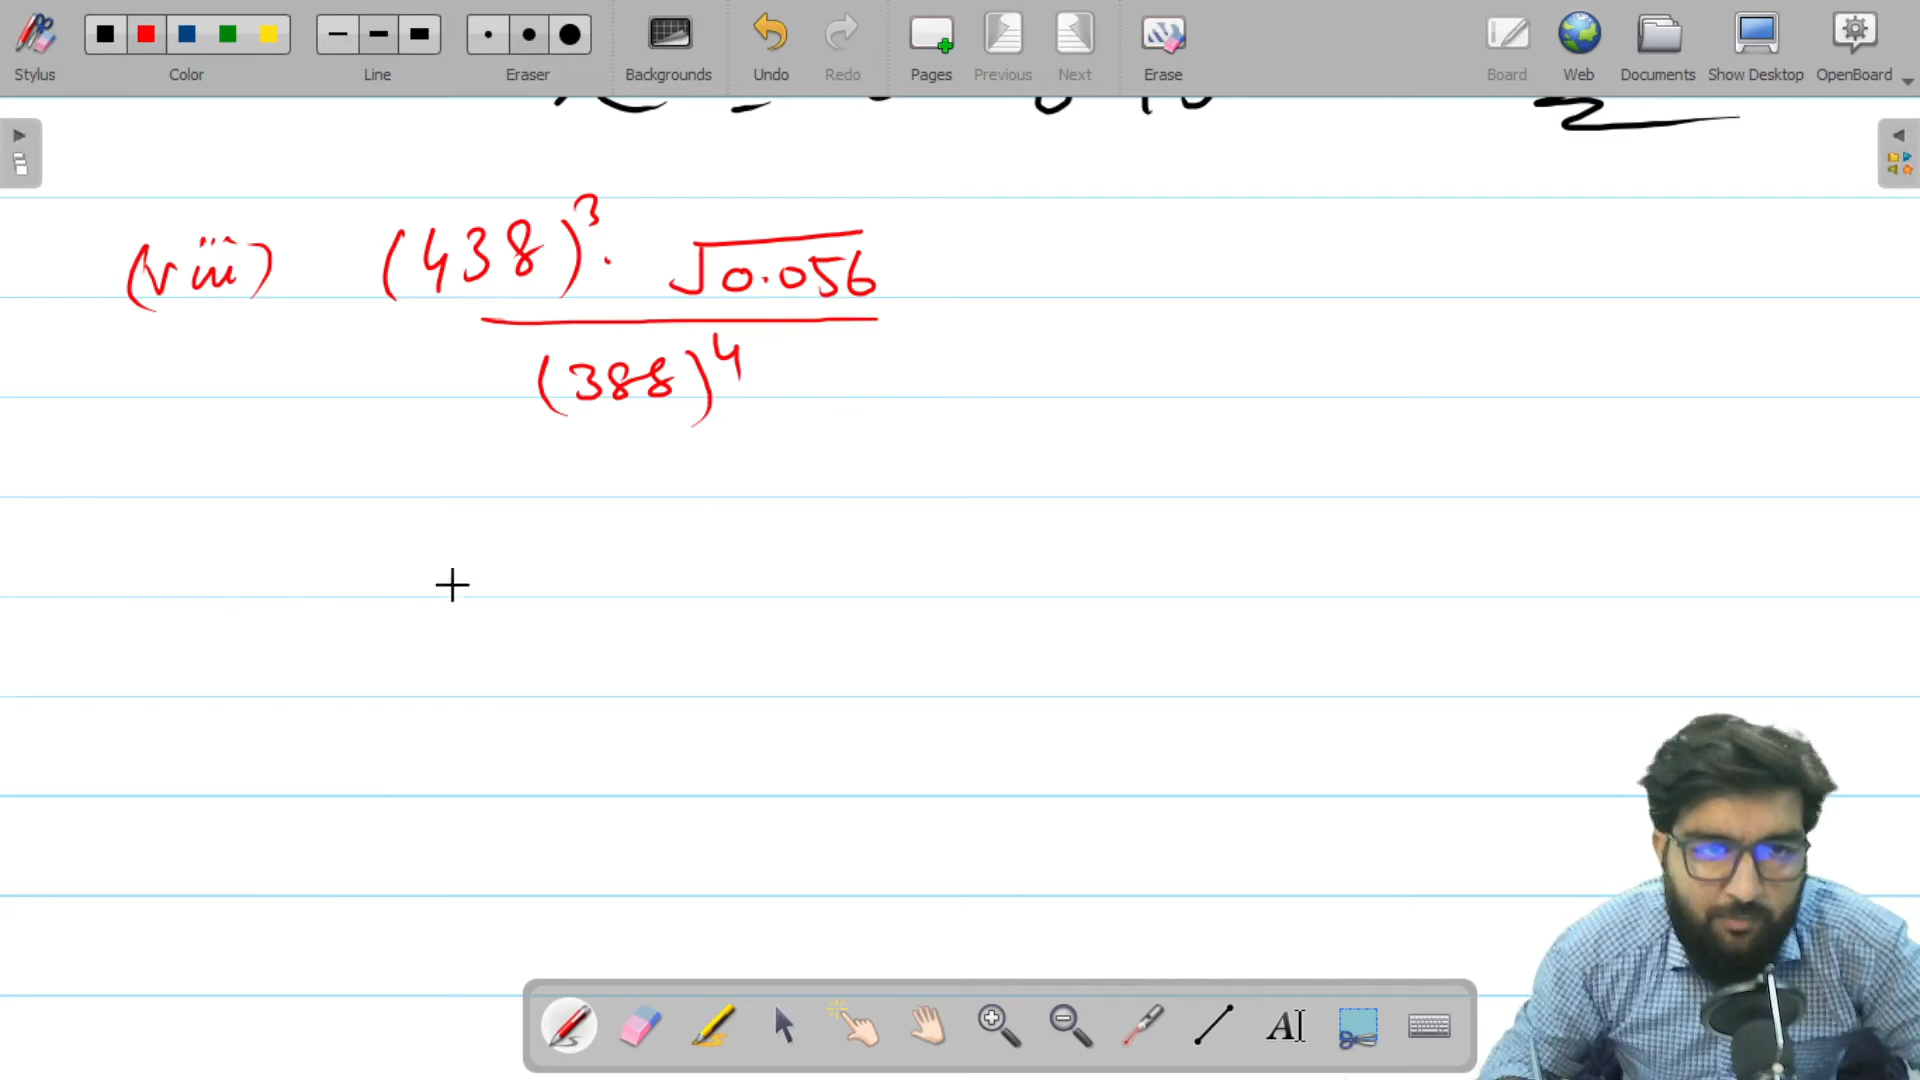 Stylus Color Line Eraser Backgrounds Undo Redo Pages Previous Next Erase Board Web Documents Show Desktop OpenBoard
(viii) (438)³. √0.056
(388)⁴
AI